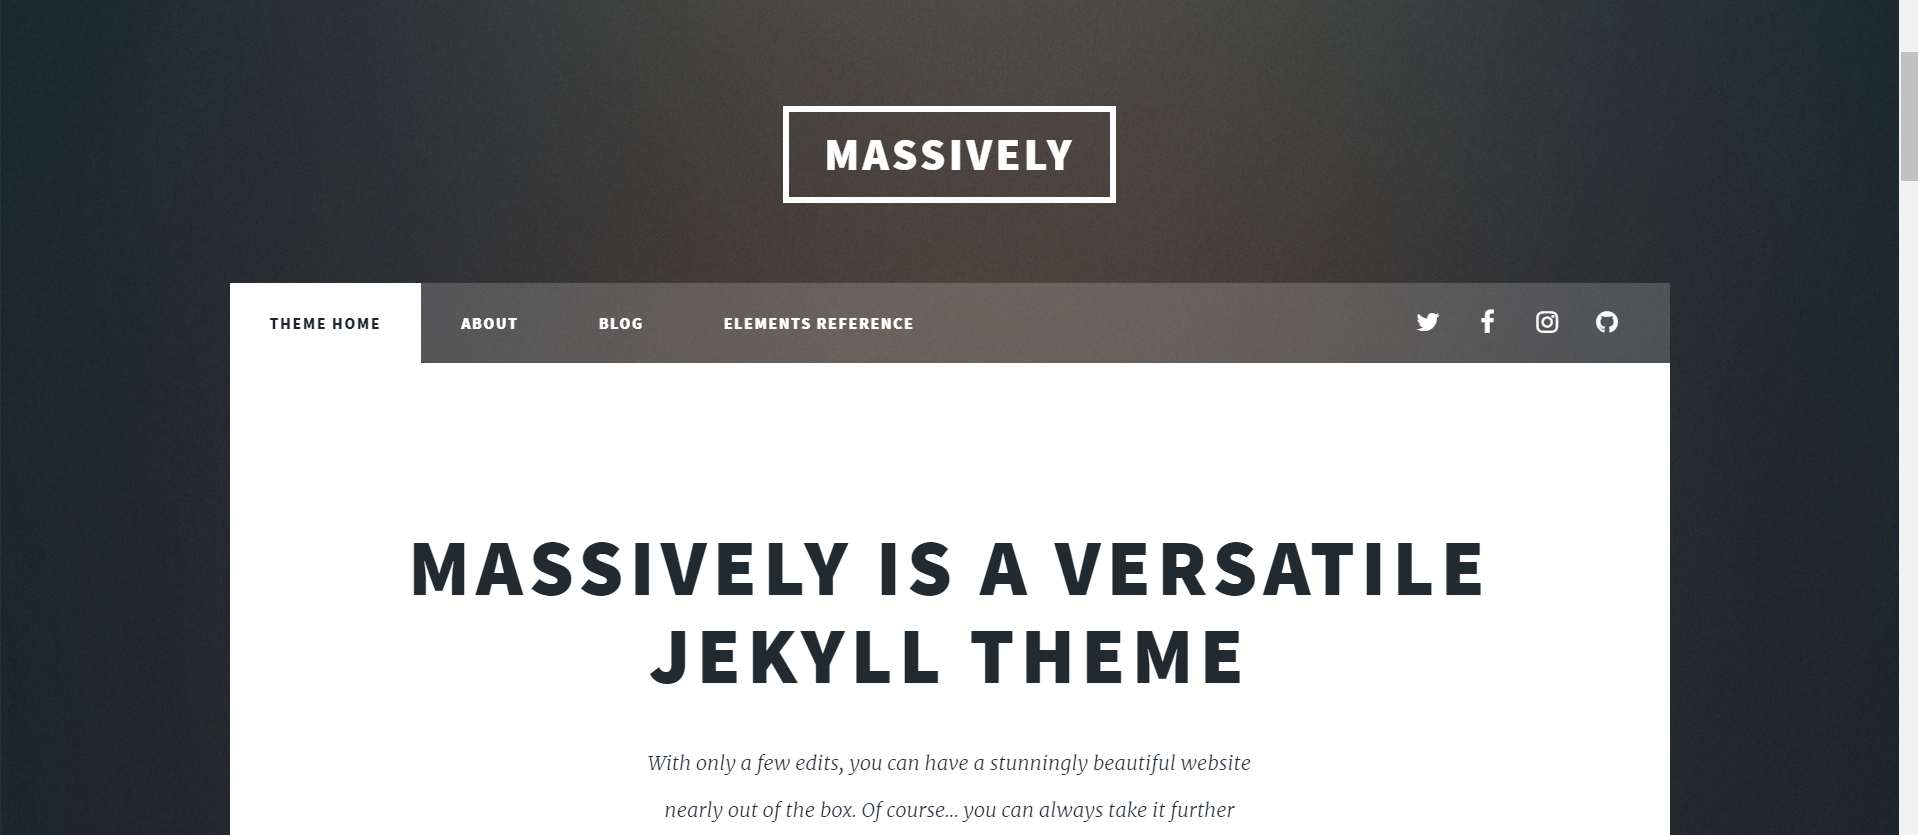 MASSIVELY
THEME HOME ABOUT BLOG ELEMENTS REFERENCE
MASSIVELY IS A VERSATILE
JEKYLL THEME
With only a few edits, you can have a stunningly beautiful website
nearly out of the box. Of course... you can always take it further